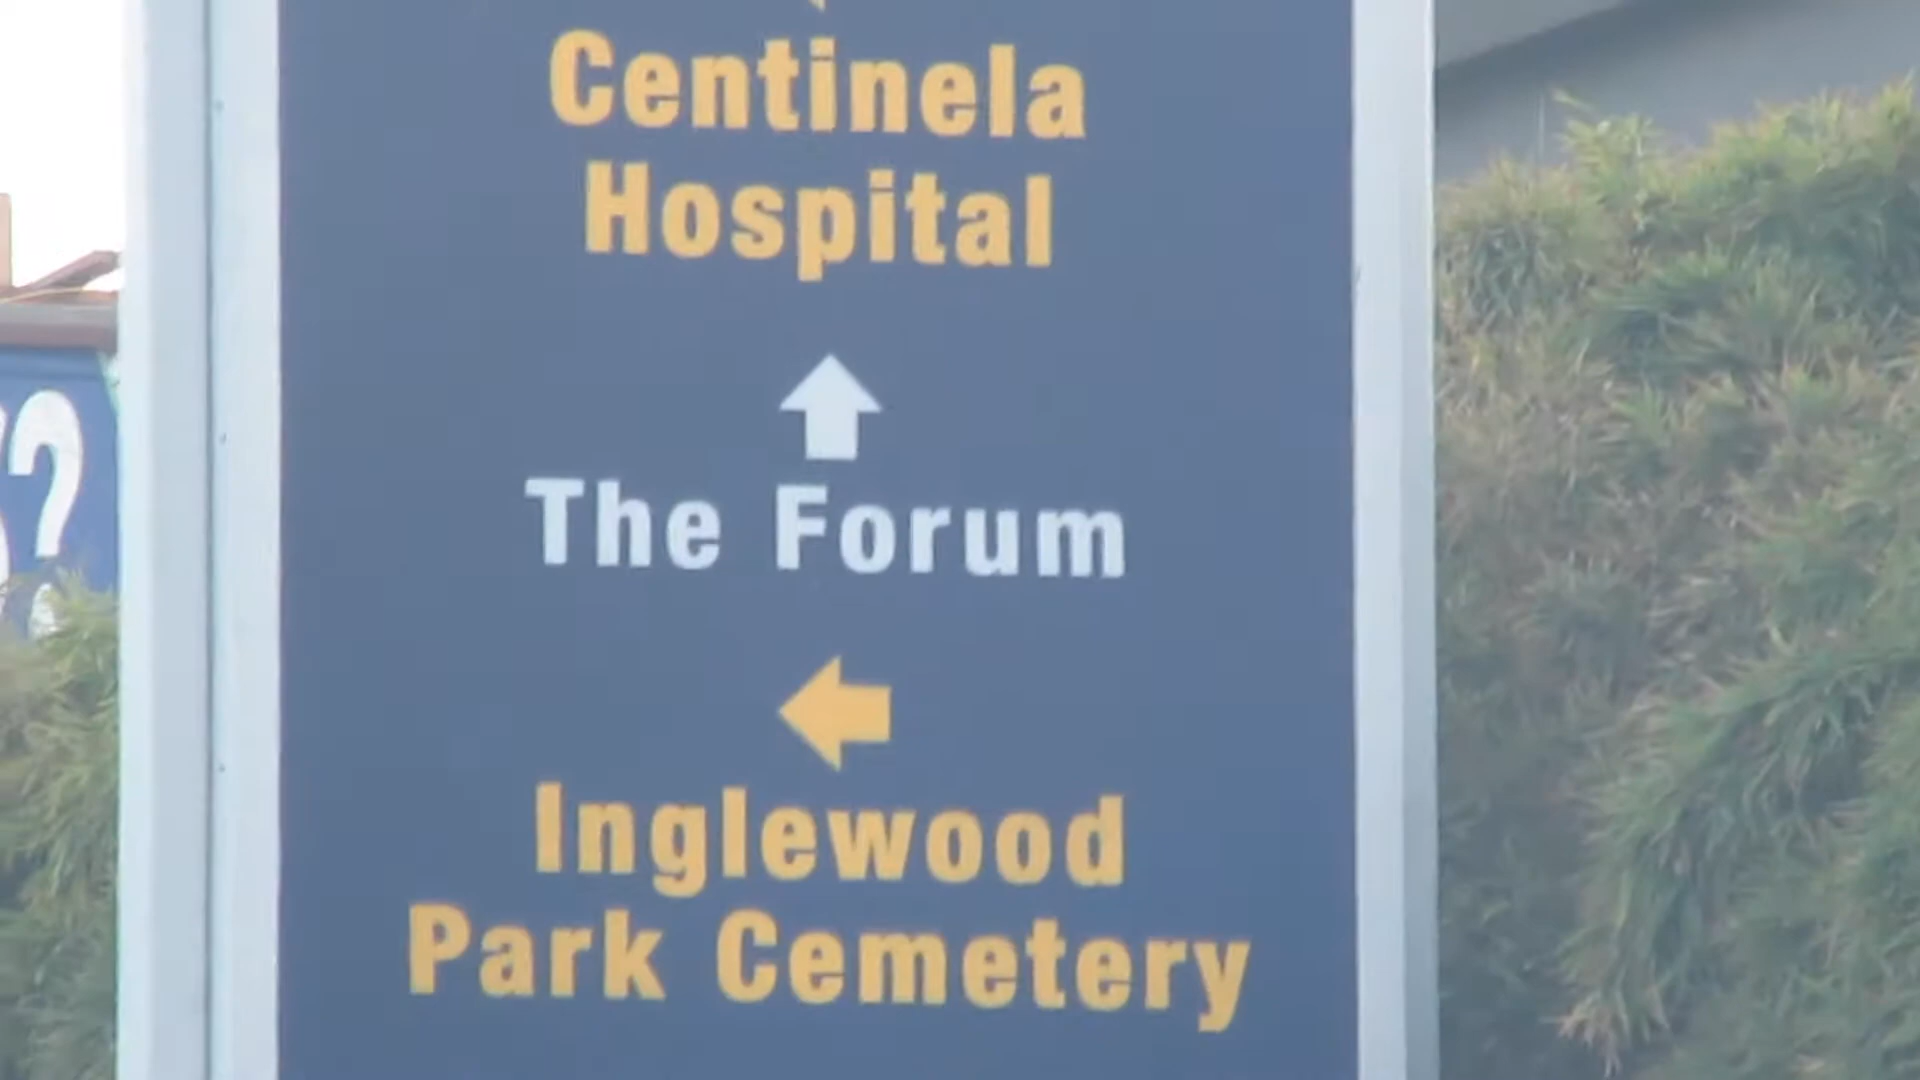 Centinela
Hospital
The Forum
Inglewood
Park Cemetery